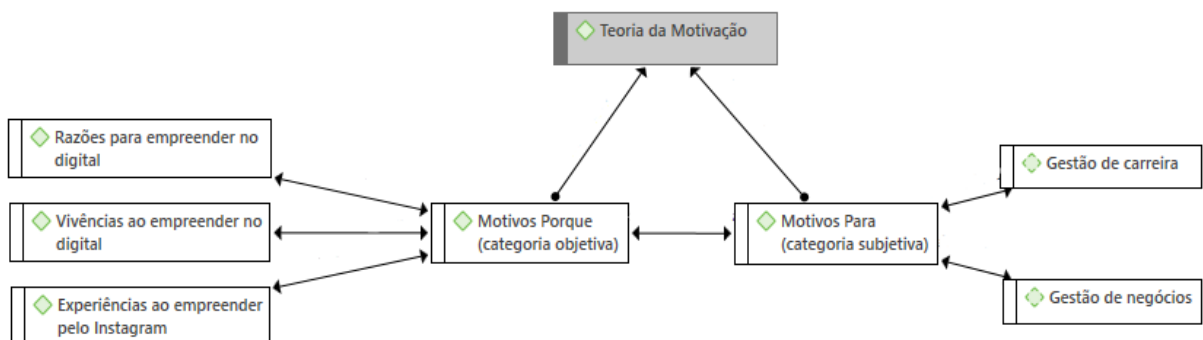 Teoria da Motivação
Razões para empreender no
digital
Vivências ao empreender no
digital
Experiências ao empreender
pelo Instagram
Motivos Porque
(categoria objetiva)
Motivos Para
(categoria subjetiva)
Gestão de carreira
Gestão de negócios